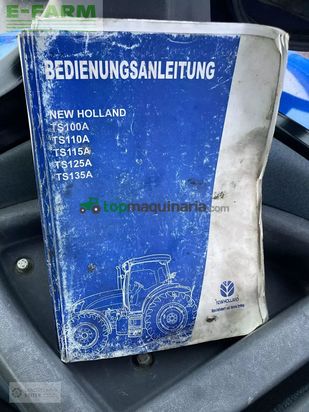 E-FARM
BEDIENUNGSANLEITUNG
NEW HOLLAND
TS100A
TS110A
TS115A
TS125A
TS135A
topmaquinaria.com
NEW HOLLAND